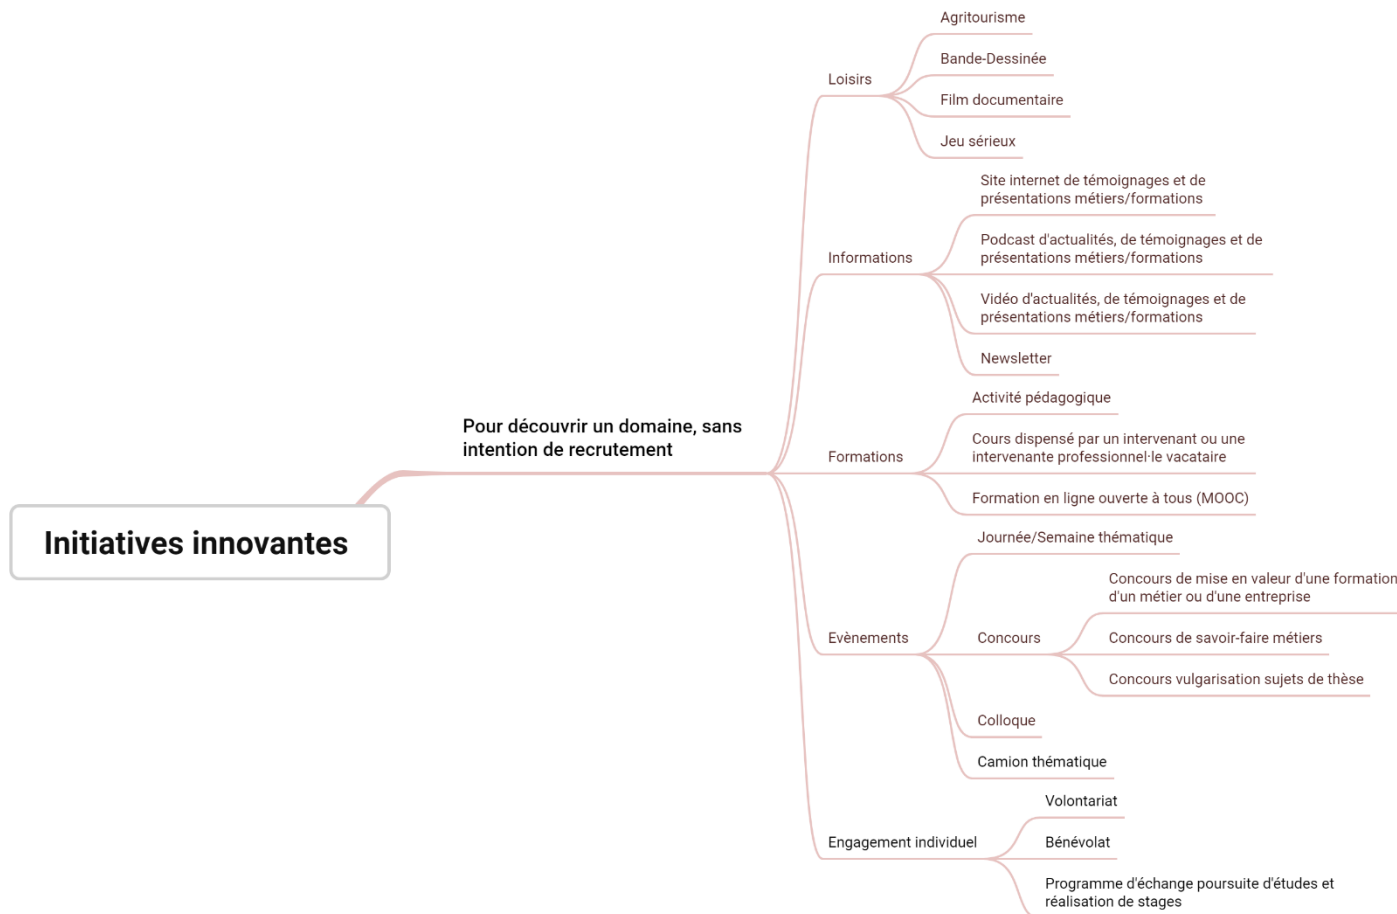 Initiatives innovantes
Pour découvrir un domaine, sans
intention de recrutement
Loisirs
Agritourisme
Bande-Dessinée
Film documentaire
Jeu sérieux
Informations
Site internet de témoignages et de
présentations métiers/formations
Podcast d'actualités, de témoignages et de
présentations métiers/formations
Vidéo d'actualités, de témoignages et de
présentations métiers/formations
Newsletter
Formations
Activité pédagogique
Cours dispensé par un intervenant ou une
intervenante professionnel·le vacataire
Formation en ligne ouverte à tous (MOOC)
Evènements
Journée/Semaine thématique
Concours
Concours de mise en valeur d'une formation
d'un métier ou d'une entreprise
Concours de savoir-faire métiers
Concours vulgarisation sujets de thèse
Colloque
Camion thématique
Engagement individuel
Volontariat
Bénévolat
Programme d'échange poursuite d'études et
réalisation de stages